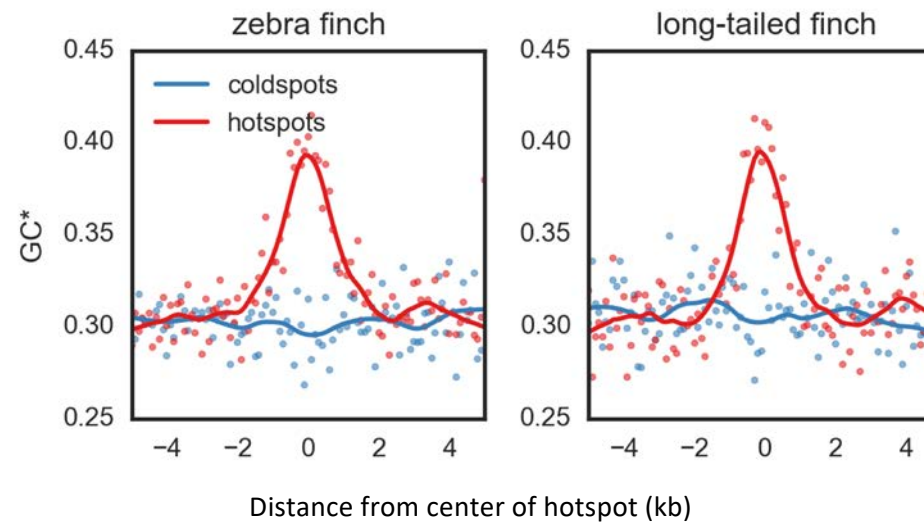 zebra finch
long-tailed finch
0.45
0.40
0.35
0.30
0.25
GC*
coldspots
hotspots
−4 −2 0 2 4
0.45
0.40
0.35
0.30
0.25
−4 −2 0 2 4
Distance from center of hotspot (kb)